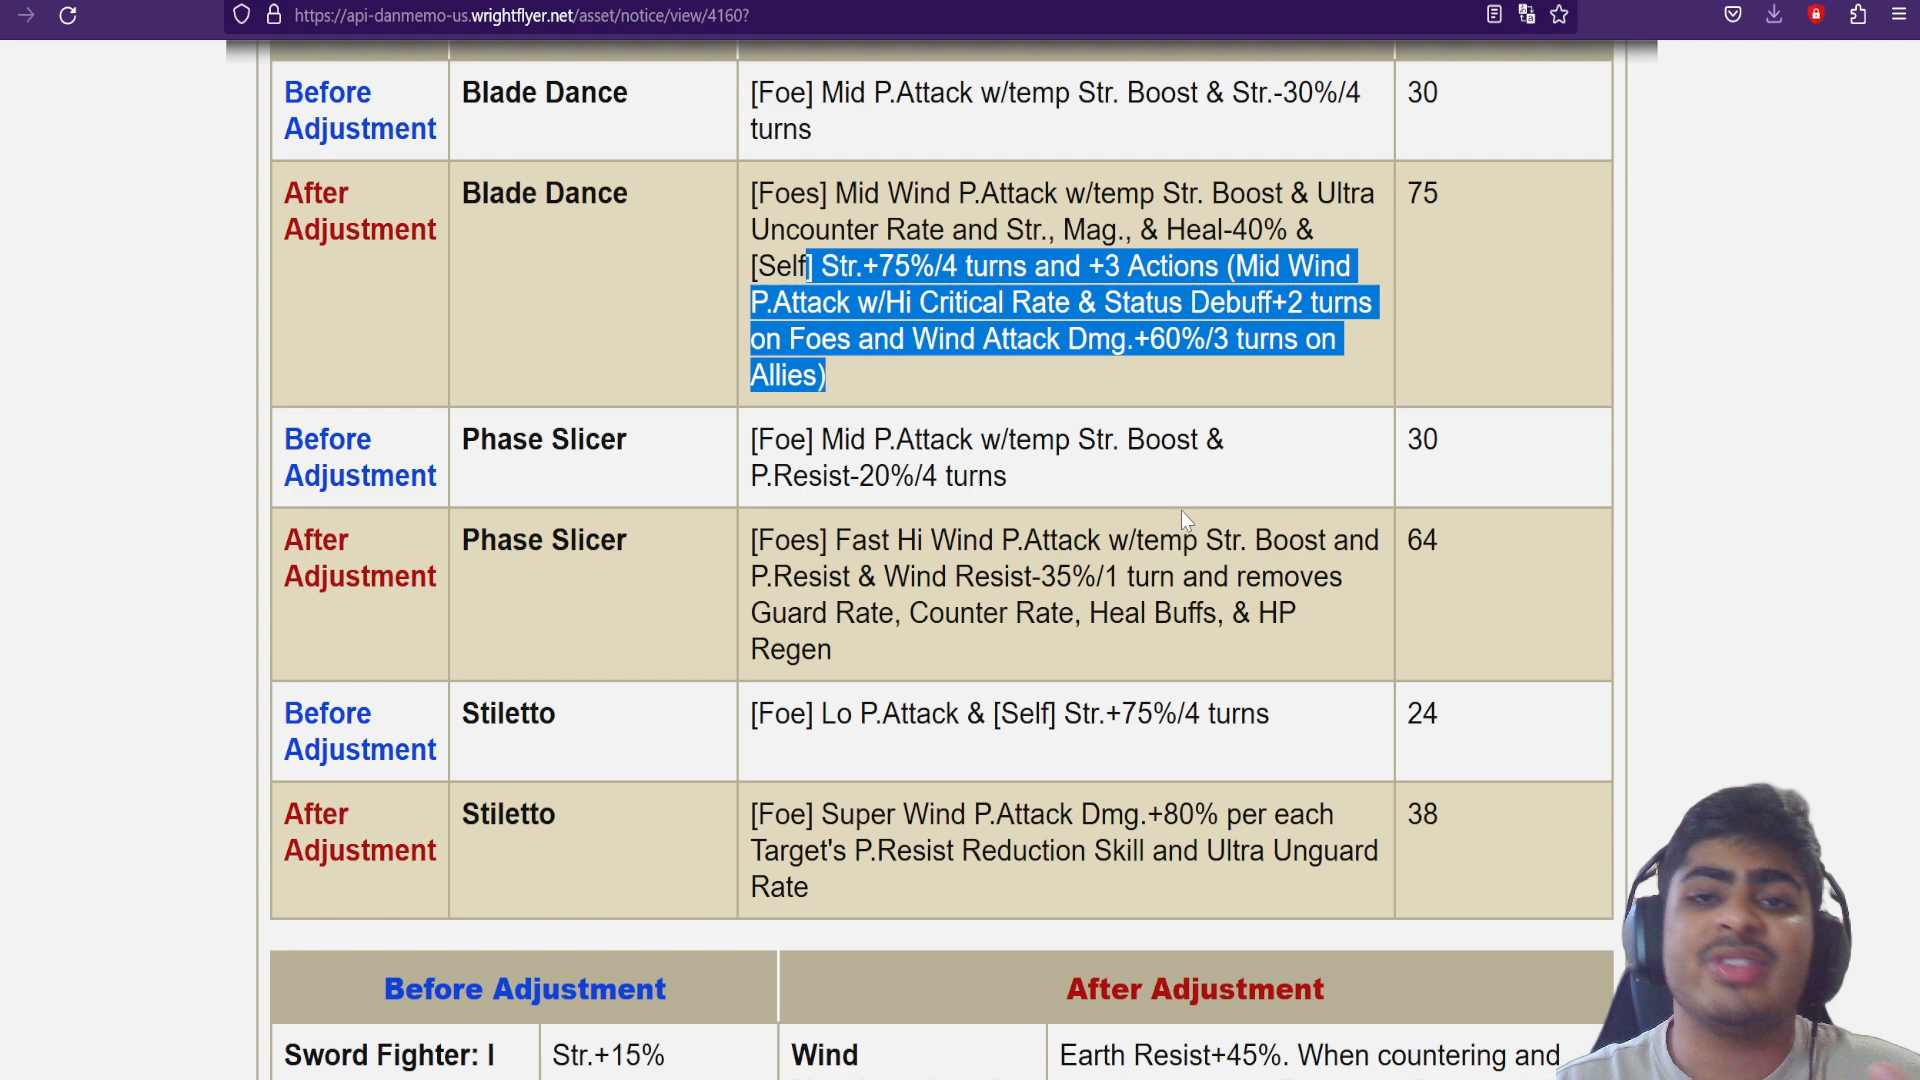 https://api-danmemo-us.wrightflyer.net/asset/notice/view/4160?
Before Adjustment
Blade Dance
[Foe] Mid P.Attack w/temp Str. Boost & Str.-30%/4
turns
30
After Adjustment
Blade Dance
[Foes] Mid Wind P.Attack w/temp Str. Boost & Ultra
Uncounter Rate and Str., Mag., & Heal-40% &
[Self] Str.+75%/4 turns and +3 Actions (Mid Wind
P.Attack w/Hi Critical Rate & Status Debuff+2 turns
on Foes and Wind Attack Dmg.+60%/3 turns on
Allies)
75
Before Adjustment
Phase Slicer
[Foe] Mid P.Attack w/temp Str. Boost &
P.Resist-20%/4 turns
30
After Adjustment
Phase Slicer
[Foes] Fast Hi Wind P.Attack w/temp Str. Boost and
P.Resist & Wind Resist-35%/1 turn and removes
Guard Rate, Counter Rate, Heal Buffs, & HP
Regen
64
Before Adjustment
Stiletto
[Foe] Lo P.Attack & [Self] Str.+75%/4 turns
24
After Adjustment
Stiletto
[Foe] Super Wind P.Attack Dmg.+80% per each
Target's P.Resist Reduction Skill and Ultra Unguard
Rate
38
Before Adjustment
After Adjustment
Sword Fighter: I
Str.+15%
Wind
Earth Resist+45%. When countering and